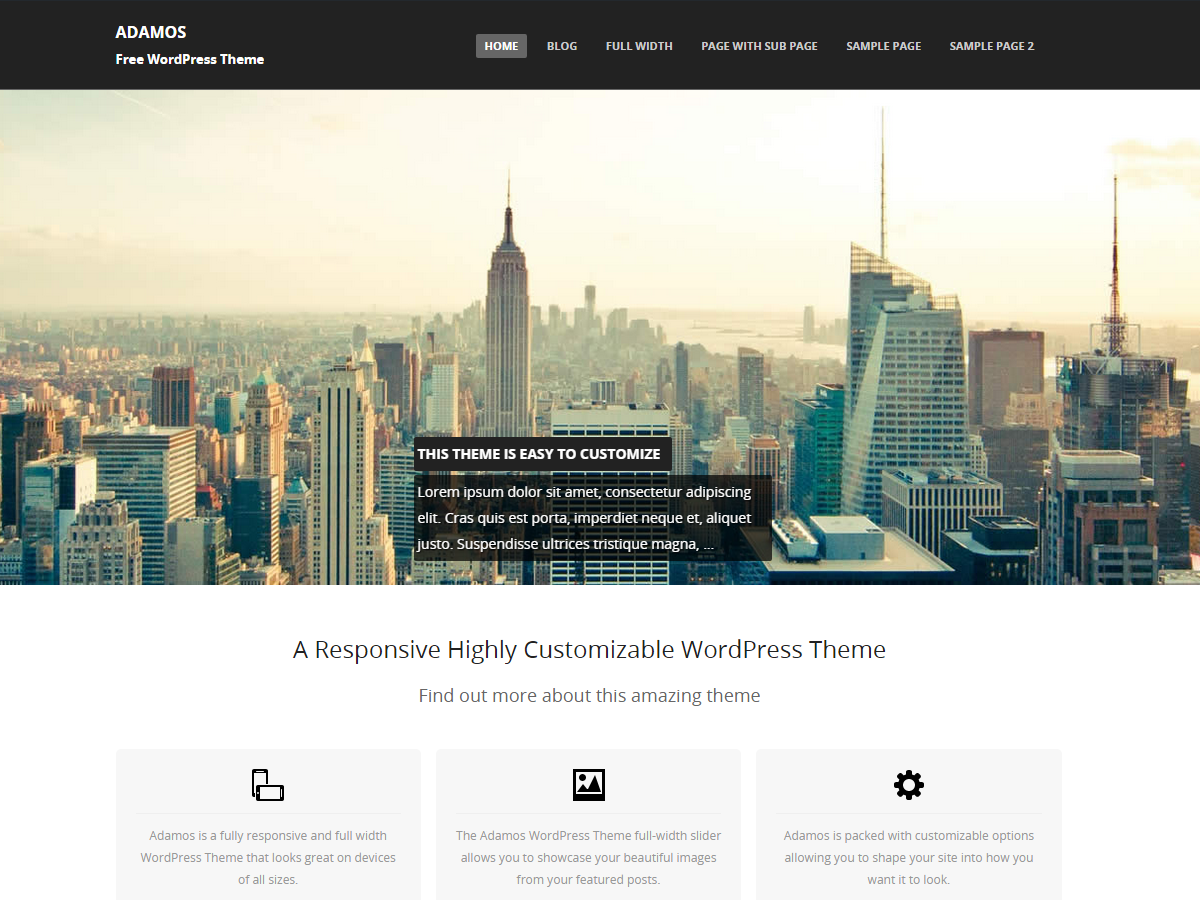 ADAMOS
Free WordPress Theme
HOME BLOG FULL WIDTH PAGE WITH SUB PAGE SAMPLE PAGE SAMPLE PAGE 2
THIS THEME IS EASY TO CUSTOMIZE
Lorem ipsum dolor sit amet, consectetur adipiscing
elit. Cras quis est porta, imperdiet neque et, aliquet
justo. Suspendisse ultrices tristique magna, ...
A Responsive Highly Customizable WordPress Theme
Find out more about this amazing theme
Adamos is a fully responsive and full width
WordPress Theme that looks great on devices
of all sizes.
The Adamos WordPress Theme full-width slider
allows you to showcase your beautiful images
from your featured posts.
Adamos is packed with customizable options
allowing you to shape your site into how you
want it to look.